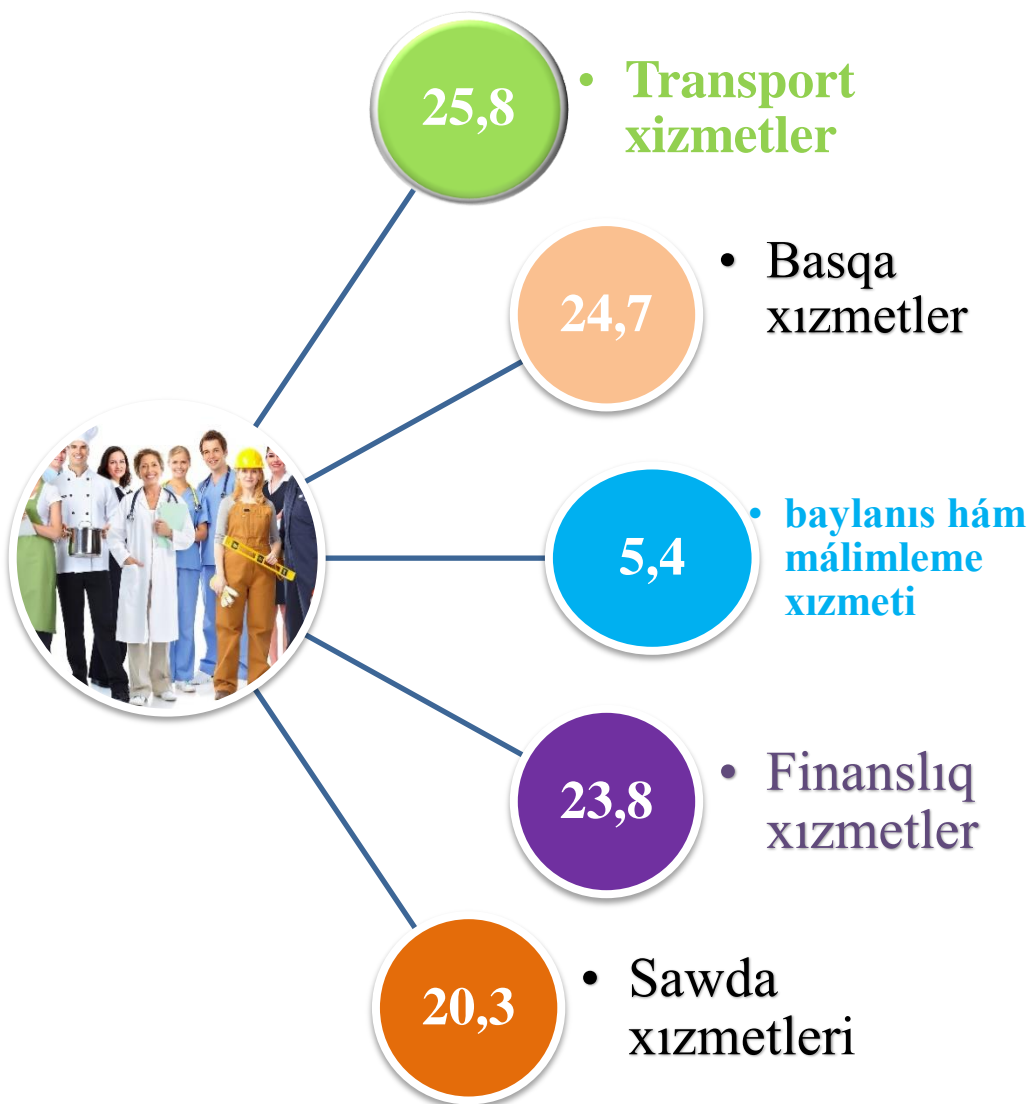 25,8
• Transport
xizmetler
24,7
• Basqa
xızmetler
5,4
• baylanıs hám
málimleme
xızmeti
23,8
• Finanslıq
xızmetler
20,3
• Sawda
xızmetleri